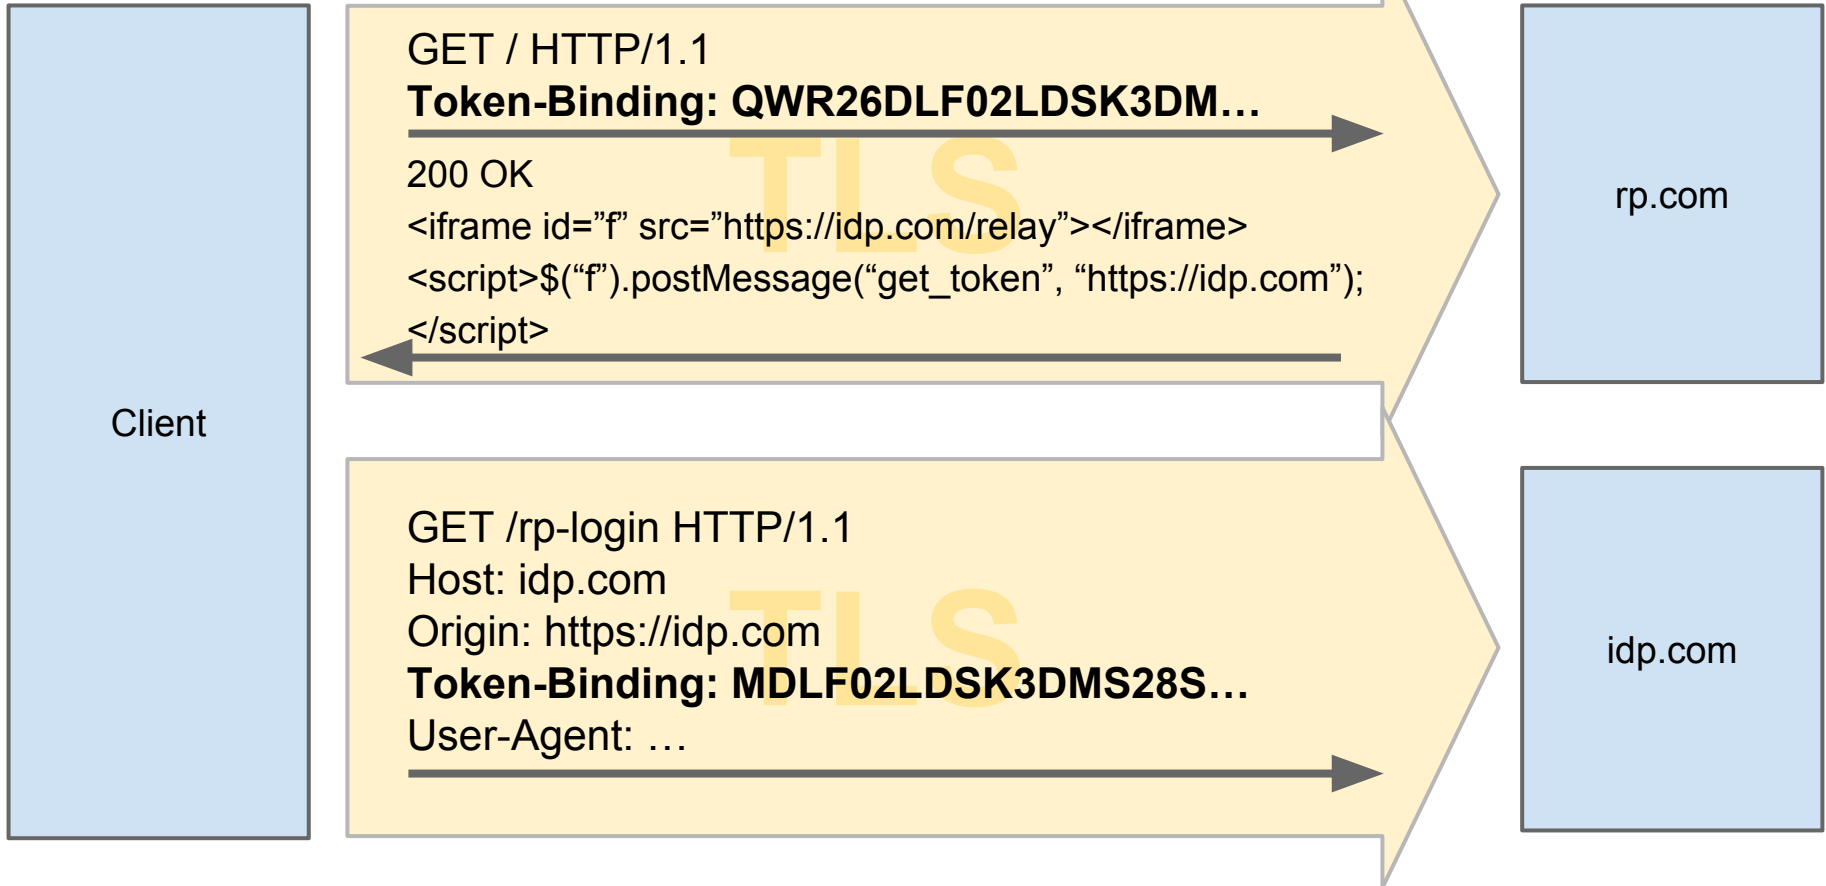 GET / HTTP/1.1
Token-Binding: QWR26DLF02LDSK3DM…
TLS
200 OK
<iframe id=”f” src=”https://idp.com/relay”></iframe>
<script>$(“f”).postMessage(“get_token”, “https://idp.com”);
</script>
rp.com
Client
GET /rp-login HTTP/1.1
Host: idp.com
Origin: https://idp.com
TLS
Token-Binding: MDLF02LDSK3DMS28S…
User-Agent: …
idp.com